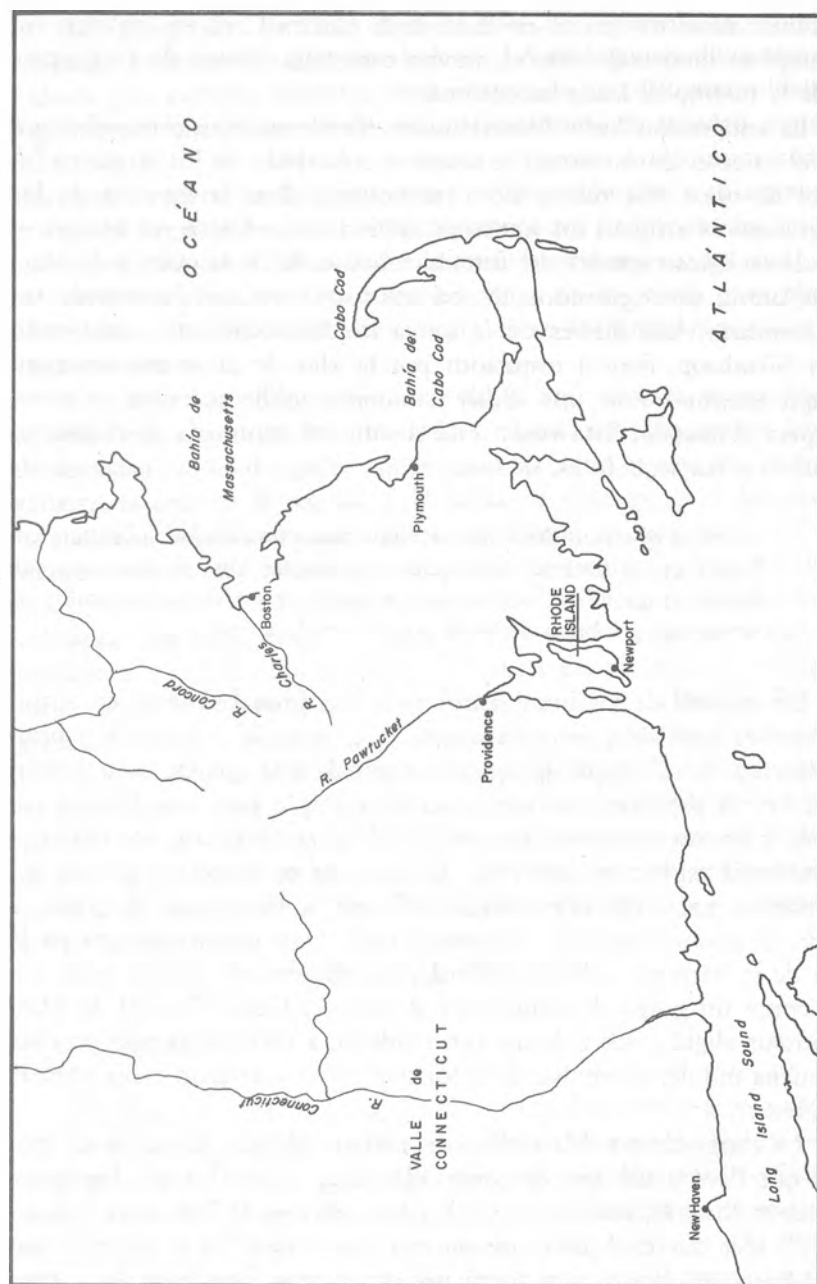 OCÉANO
ATLÁNTICO
Bahía de
Massachusetts
Cabo Cod
Bahía del
Cabo Cod
Plymouth
Boston
R. Charles
R. Concord
R. Pawtucket
Providence
RHODE
ISLAND
Newport
Connecticut
R.
VALLE
de
CONNECTICUT
New Haven
Long Island Sound